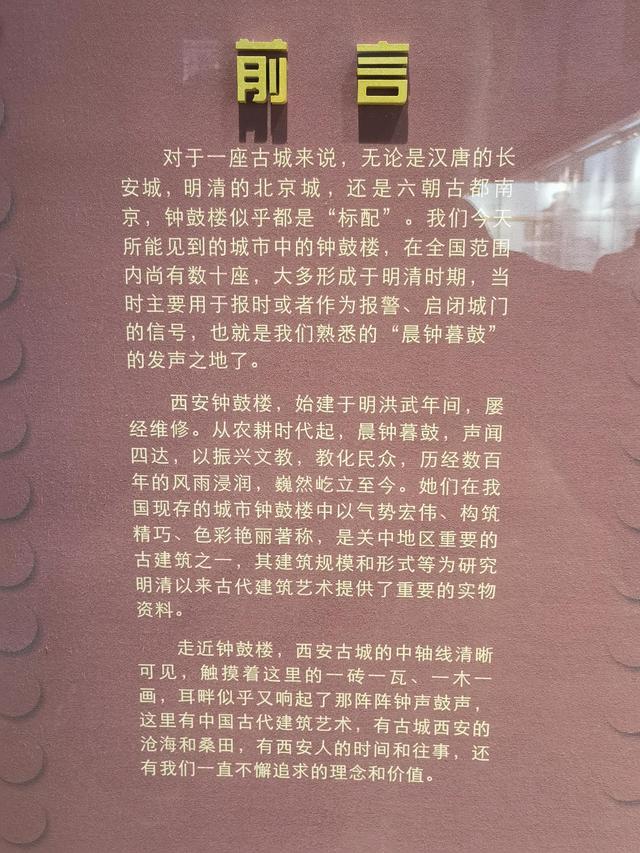 前言
对于一座古城来说，无论是汉唐的长
安城，明清的北京城，还是六朝古都南
京，钟鼓楼似乎都是“标配”。我们今天
所能见到的城市中的钟鼓楼，在全国范围
内尚有数十座，大多形成于明清时期，当
时主要用于报时或者作为报警、启闭城门
的信号，也就是我们熟悉的“晨钟暮鼓”
的发声之地了。
西安钟鼓楼，始建于明洪武年间，屡
经维修。从农耕时代起，晨钟暮鼓，声闻
四达，以振兴文教，教化民众，历经数百
年的风雨浸润，巍然屹立至今。她们在我
国现存的城市钟鼓楼中以气势宏伟、构筑
精巧、色彩艳丽著称，是关中地区重要的
古建筑之一，其建筑规模和形式等为研究
明清以来古代建筑艺术提供了重要的实物
资料。
走近钟鼓楼，西安古城的中轴线清晰
可见，触摸着这里的一砖一瓦、一木一
画，耳畔似乎又响起了那阵阵钟声鼓声，
这里有中国古代建筑艺术，有古城西安的
沧海和桑田，有西安人的时间和往事，还
有我们一直不懈追求的理念和价值。